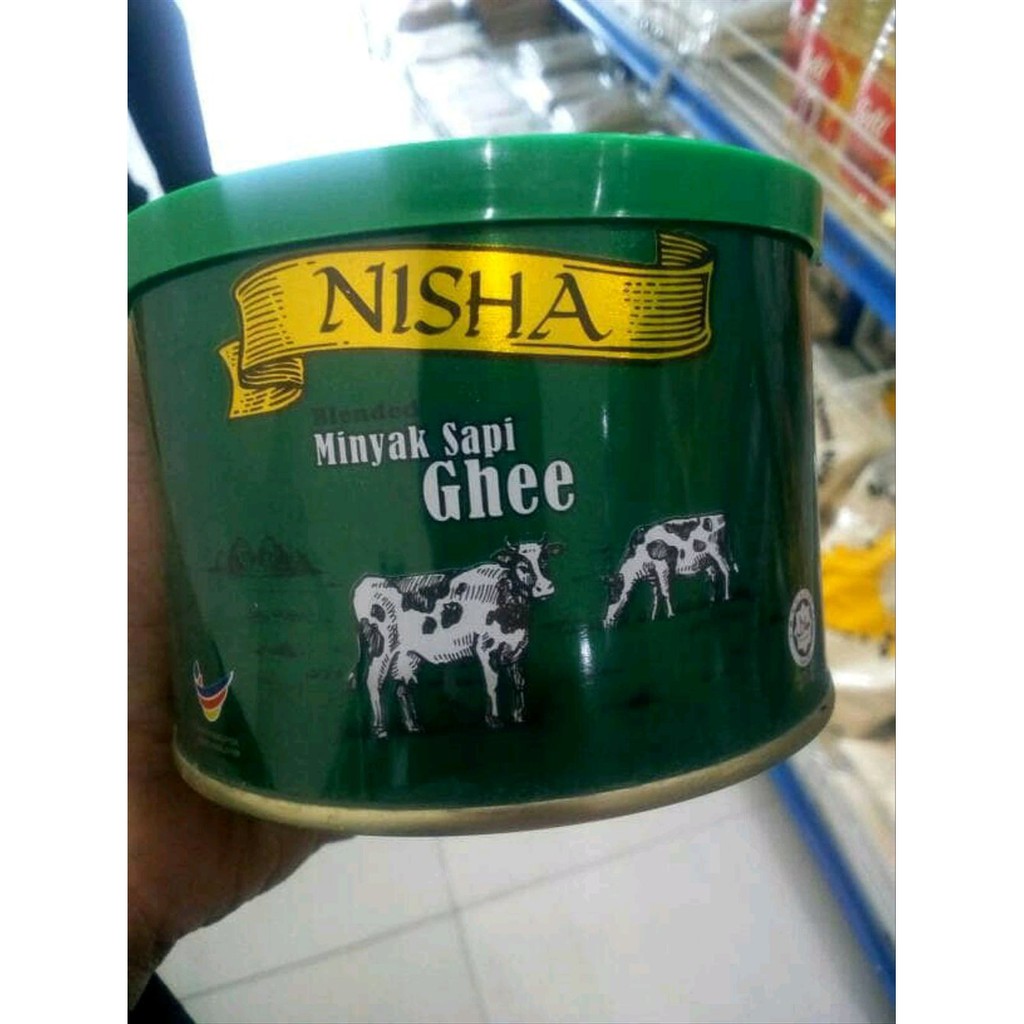 NISHA
Blended
Minyak Sapi
Ghee